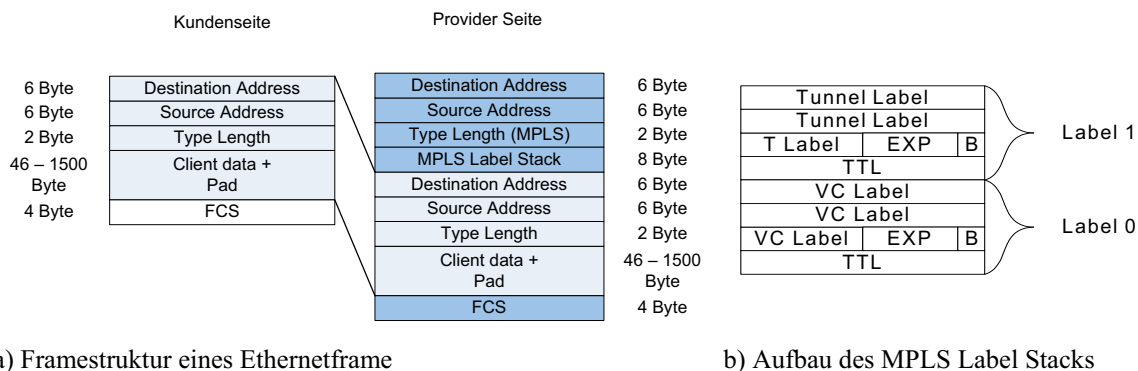 Kundenseite
Provider Seite
6 Byte
Destination Address
6 Byte
Source Address
2 Byte
Type Length
46 – 1500
Byte
Client data +
Pad
4 Byte
FCS
Destination Address
6 Byte
Source Address
6 Byte
Type Length (MPLS)
2 Byte
MPLS Label Stack
8 Byte
Destination Address
6 Byte
Source Address
6 Byte
Type Length
2 Byte
Client data +
Pad
46 – 1500
Byte
FCS
4 Byte
Tunnel Label
Tunnel Label
T Label EXP B
TTL
Label 1
VC Label
VC Label
VC Label EXP B
TTL
Label 0
a) Framestruktur eines Ethernetframe
b) Aufbau des MPLS Label Stacks